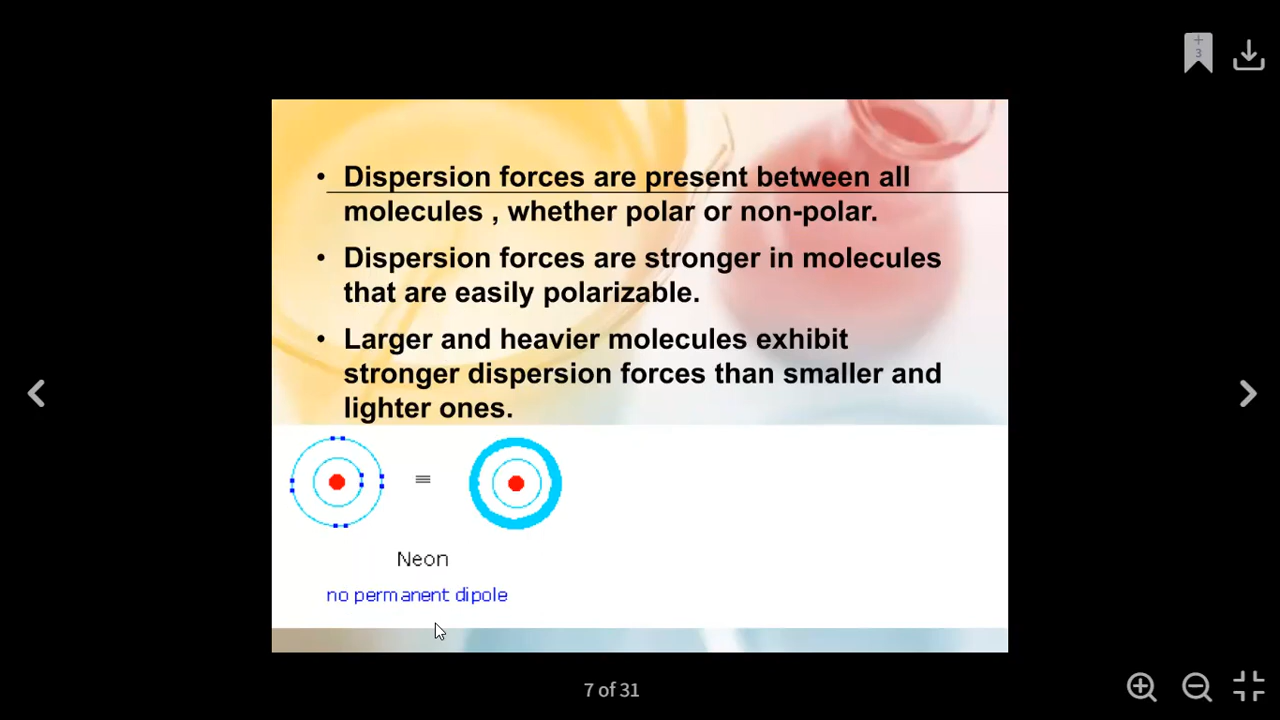 +
3
• Dispersion forces are present between all
molecules , whether polar or non-polar.
• Dispersion forces are stronger in molecules
that are easily polarizable.
• Larger and heavier molecules exhibit
stronger dispersion forces than smaller and
lighter ones.
Neon
no permanent dipole
7 of 31